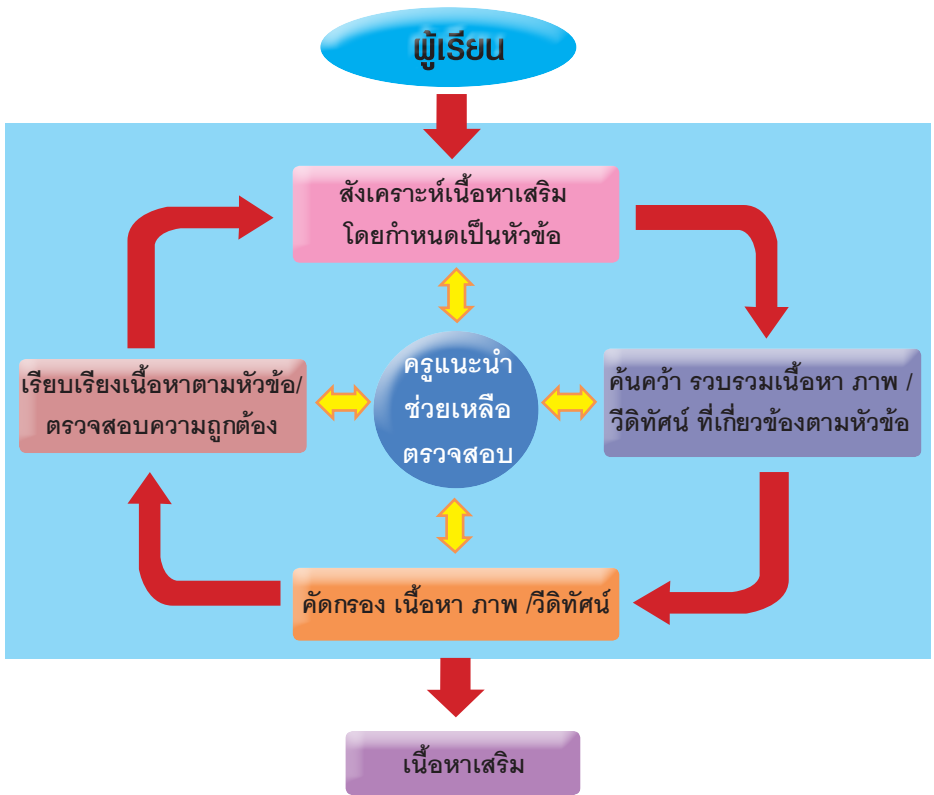 ผู้เรียน
สังเคราะห์เนื้อหาเสริม
โดยกำหนดเป็นหัวข้อ
เรียบเรียงเนื้อหาตามหัวข้อ/
ตรวจสอบความถูกต้อง
ครูแนะนำ
ช่วยเหลือ
ตรวจสอบ
ค้นคว้า รวบรวมเนื้อหา ภาพ /
วีดิทัศน์ ที่เกี่ยวข้องตามหัวข้อ
คัดกรอง เนื้อหา ภาพ /วีดิทัศน์
เนื้อหาเสริม